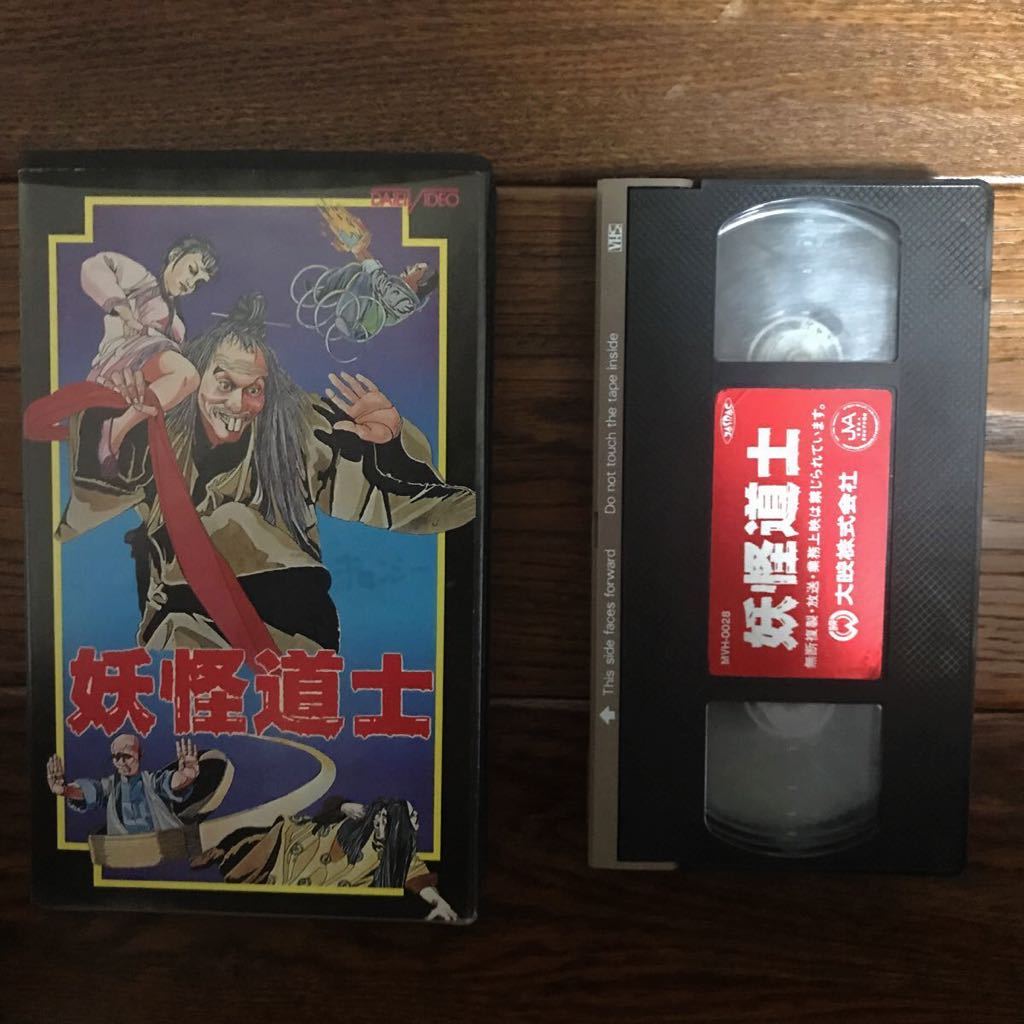 DAIEI VIDEO
妖怪道士
VHS
Do not touch the tape inside
This side faces forward
JASRAC
JVA
妖怪道士
無断複製・放送・業務上映は禁じられています。
大映株式会社
MVH-0028